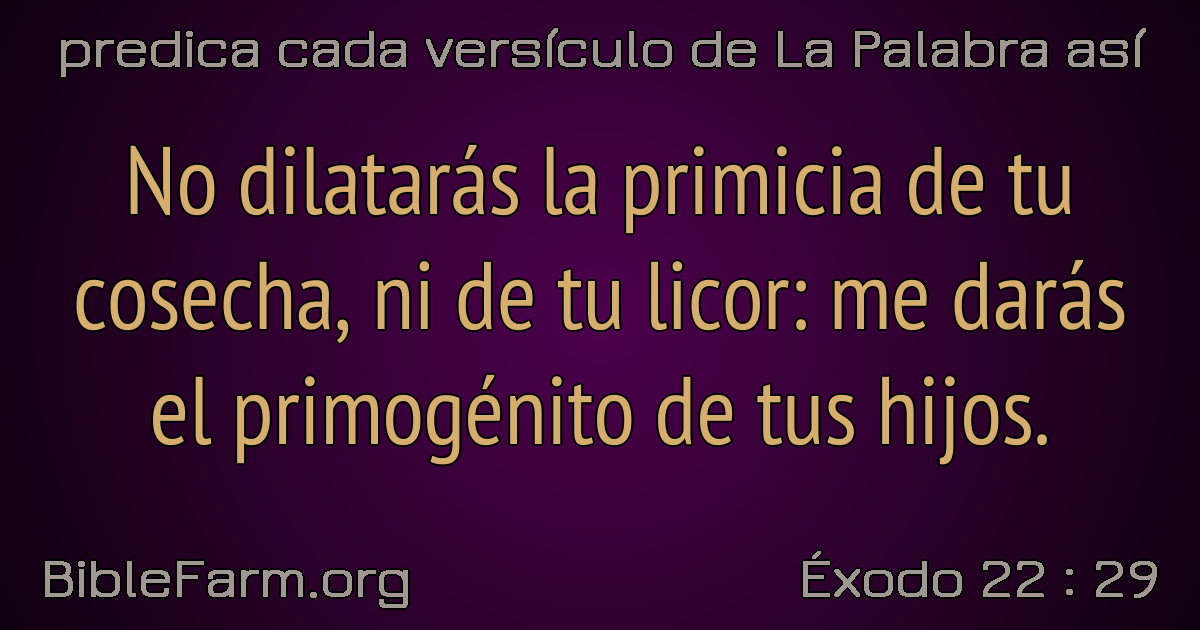 predica cada versículo de La Palabra así
No dilatarás la primicia de tu
cosecha, ni de tu licor: me darás
el primogénito de tus hijos.
BibleFarm.org
Éxodo 22 : 29